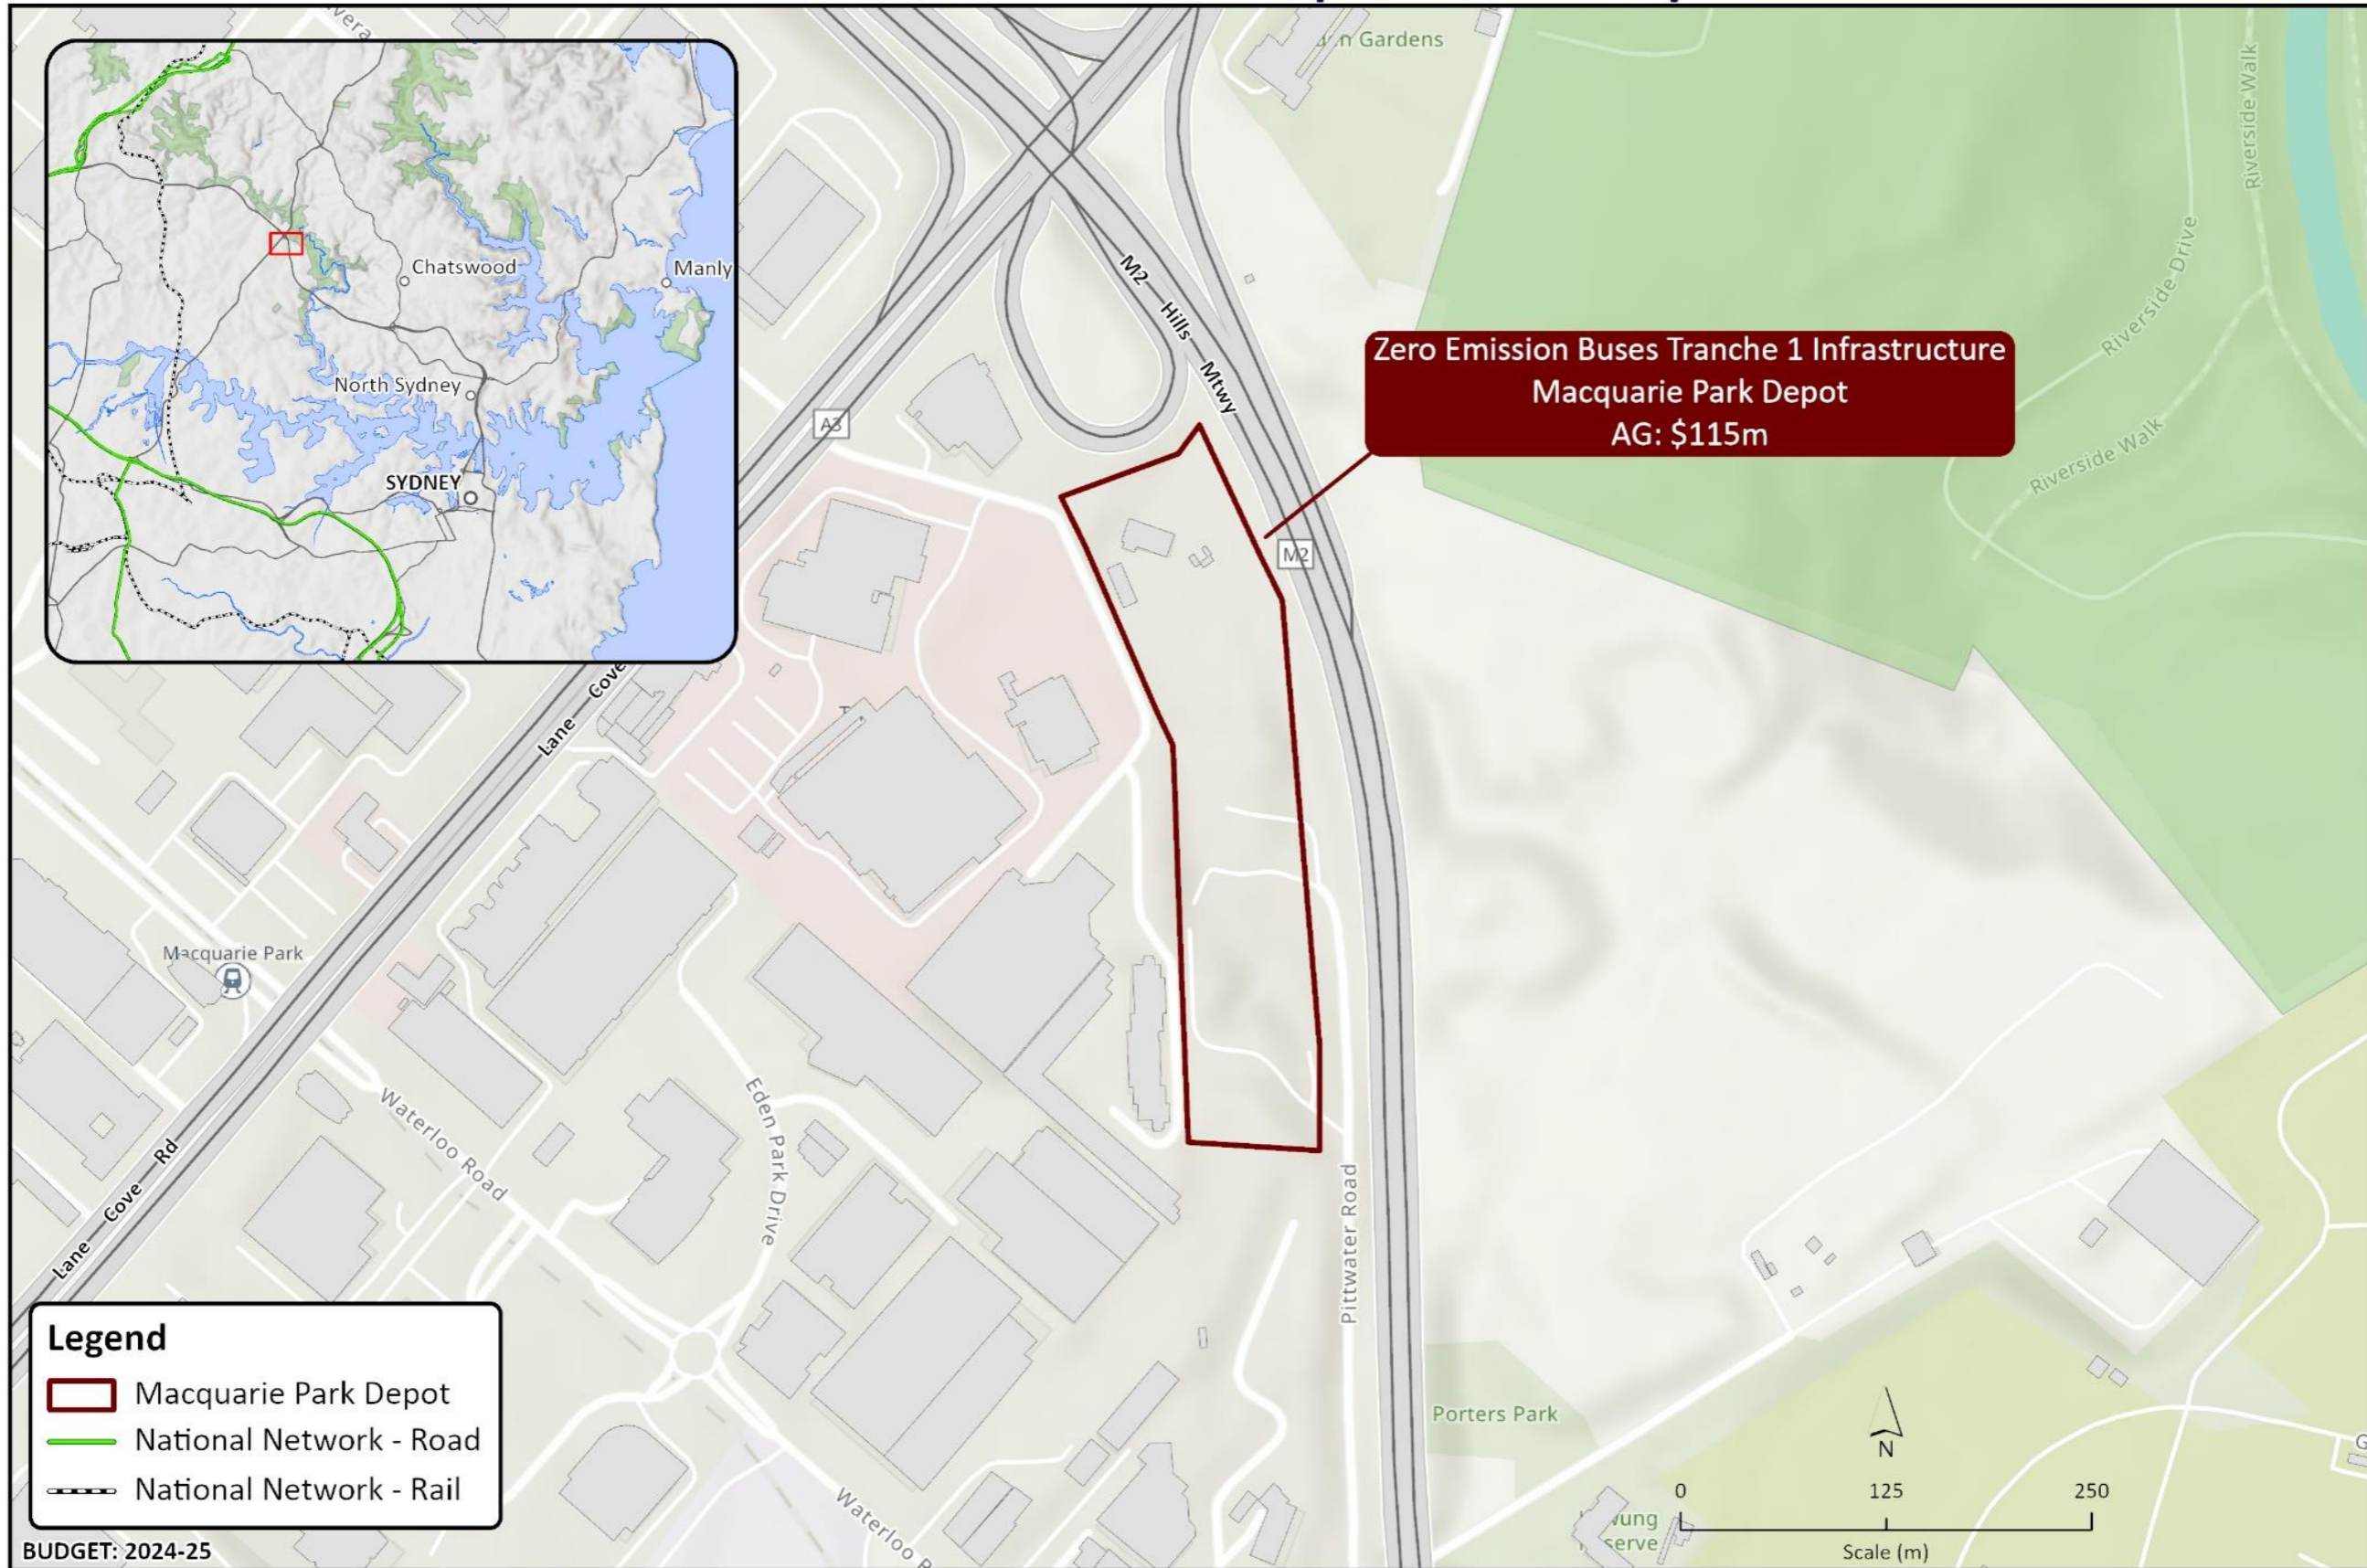 Gardens
Riverside Walk
Riverside Drive
Riverside Walk
Chatswood
Manly
North Sydney
SYDNEY
M2 Hills Mtwy
Zero Emission Buses Tranche 1 Infrastructure
Macquarie Park Depot
AG: $115m
A3
M2
Lane Cove
Macquarie Park
Waterloo Road
Eden Park Drive
Lane Cove Rd
Pittwater Road
Porters Park
Waterloo
Legend
Macquarie Park Depot
National Network - Road
National Network - Rail
BUDGET: 2024-25
N
0 125 250
Scale (m)